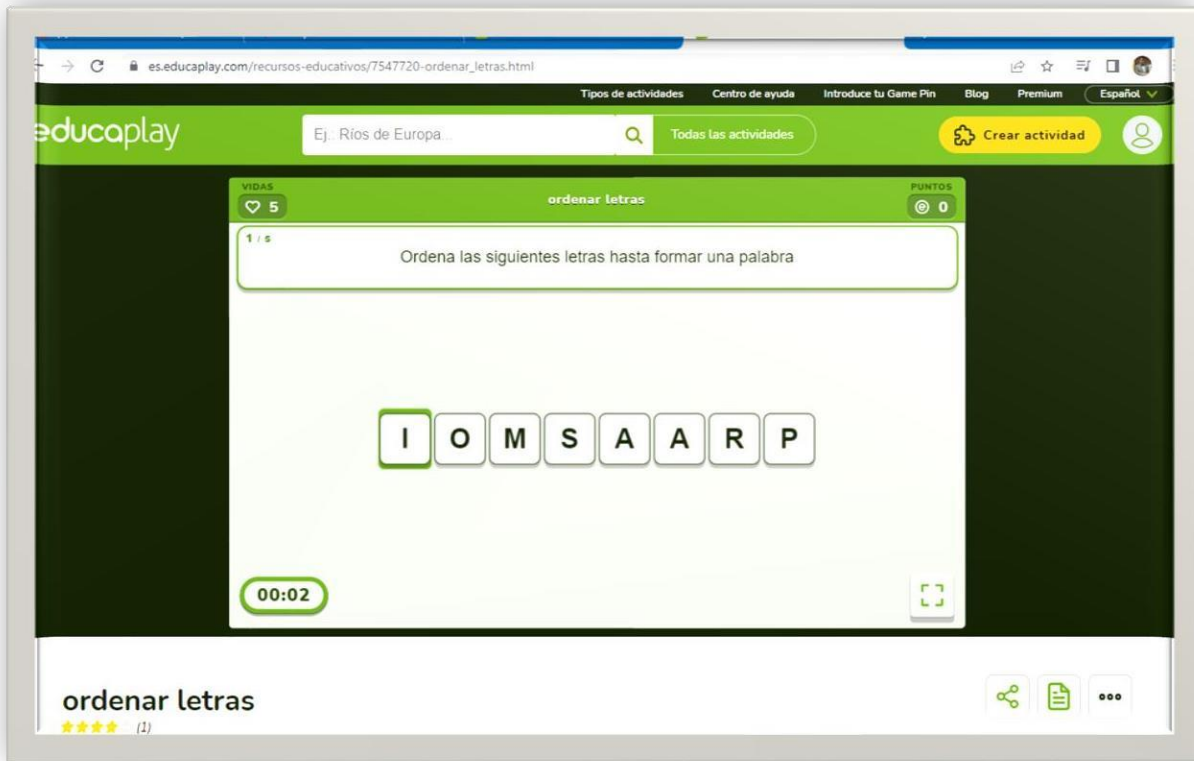 es.educaplay.com/recursos-educativos/7547720-ordenar_letras.html
Tipos de actividades Centro de ayuda Introduce tu Game Pin Blog Premium Español
educaplay Ej.: Ríos de Europa... Todas las actividades Crear actividad
VIDAS PUNTOS
5 ordenar letras 0
1 / 5
Ordena las siguientes letras hasta formar una palabra
I O M S A A R P
00:02
ordenar letras
(1)